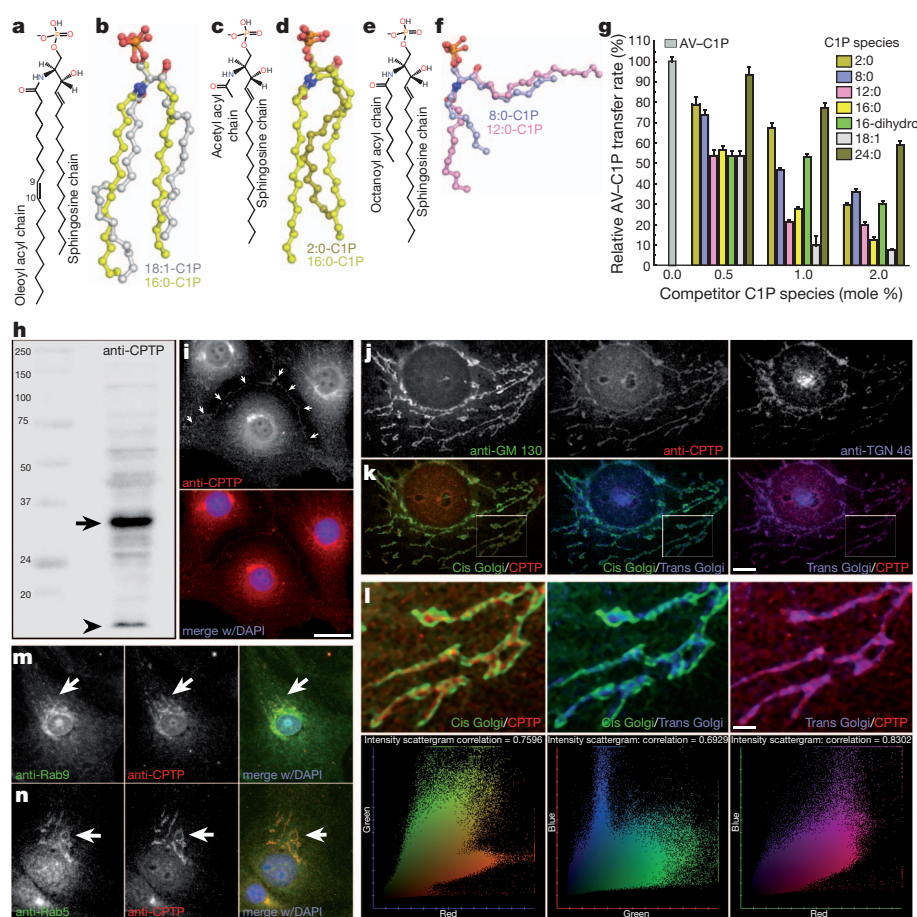 a
b
c
d
e
f
g
OH
-O
P
O
O
OH
HN
H
H
O
9
10
Oleoyl acyl chain
Sphingosine chain
18:1-C1P
16:0-C1P
OH
-O
P
O
O
OH
HN
H
H
O
Acetyl acyl
chain
Sphingosine chain
2:0-C1P
16:0-C1P
OH
-O
P
O
O
OH
HN
H
H
O
Octanoyl acyl chain
Sphingosine chain
8:0-C1P
12:0-C1P
Relative AV–C1P transfer rate (%)
110
100
90
80
70
60
50
40
30
20
10
0
AV–C1P
C1P species
2:0
8:0
12:0
16:0
16-dihydro
18:1
24:0
0.0 0.5 1.0 2.0
Competitor C1P species (mole %)
h
anti-CPTP
250
150
100
75
50
37
24
20
i
anti-CPTP
merge w/DAPI
j
anti-GM 130
anti-CPTP
anti-TGN 46
k
Cis Golgi/CPTP
Cis Golgi/Trans Golgi
Trans Golgi/CPTP
l
Cis Golgi/CPTP
Cis Golgi/Trans Golgi
Trans Golgi/CPTP
Intensity scattergram correlation = 0.7596
Intensity scattergram: correlation = 0.6929
Intensity scattergram: correlation = 0.8302
Green
Red
Blue
Green
Blue
Red
m
anti-Rab9
anti-CPTP
merge w/DAPI
n
anti-Rab5
anti-CPTP
merge w/DAPI